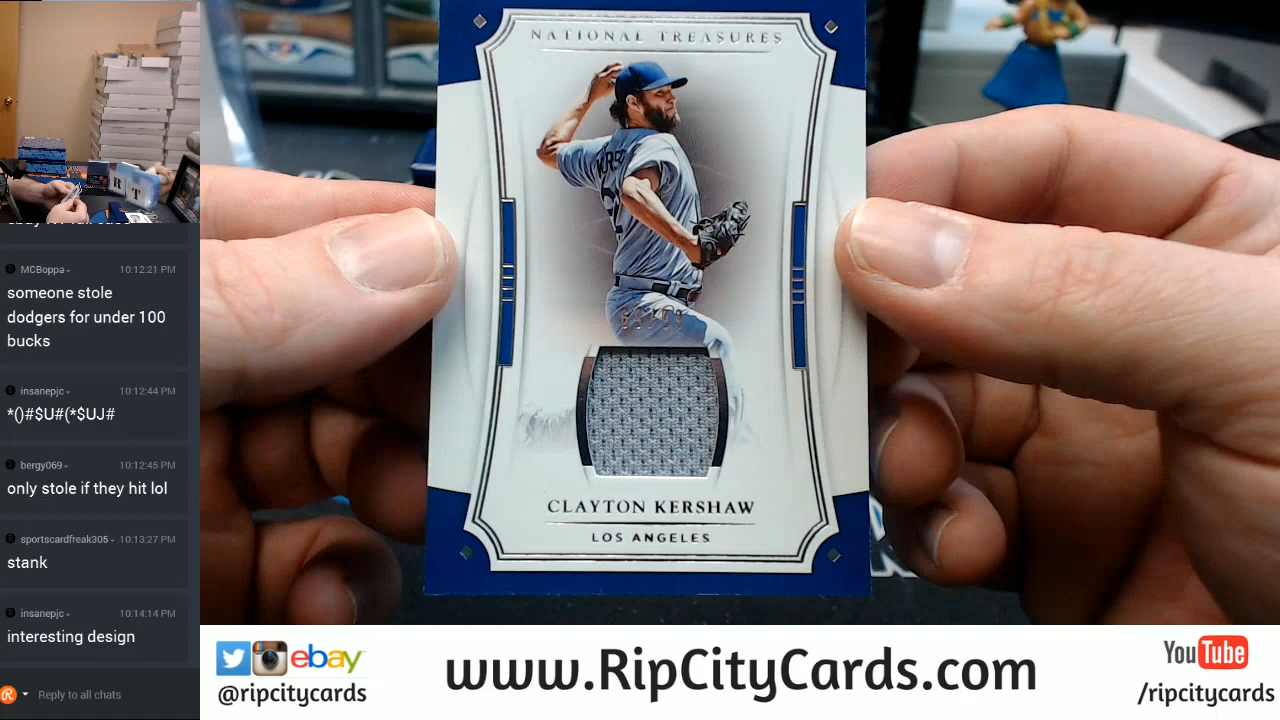 MCBoppa
10:12:21 PM
someone stole
dodgers for under 100
bucks
insanepjc
10:12:44 PM
*()#$U#(*$UJ#
bergy069
10:12:45 PM
only stole if they hit lol
sportscardfreak305
10:13:27 PM
stank
insanepjc
10:14:14 PM
interesting design
Reply to all chats
R T
NATIONAL TREASURES
CLAYTON KERSHAW
LOS ANGELES
ebay
@ripcitycards
www.RipCityCards.com
YouTube
/ripcitycards